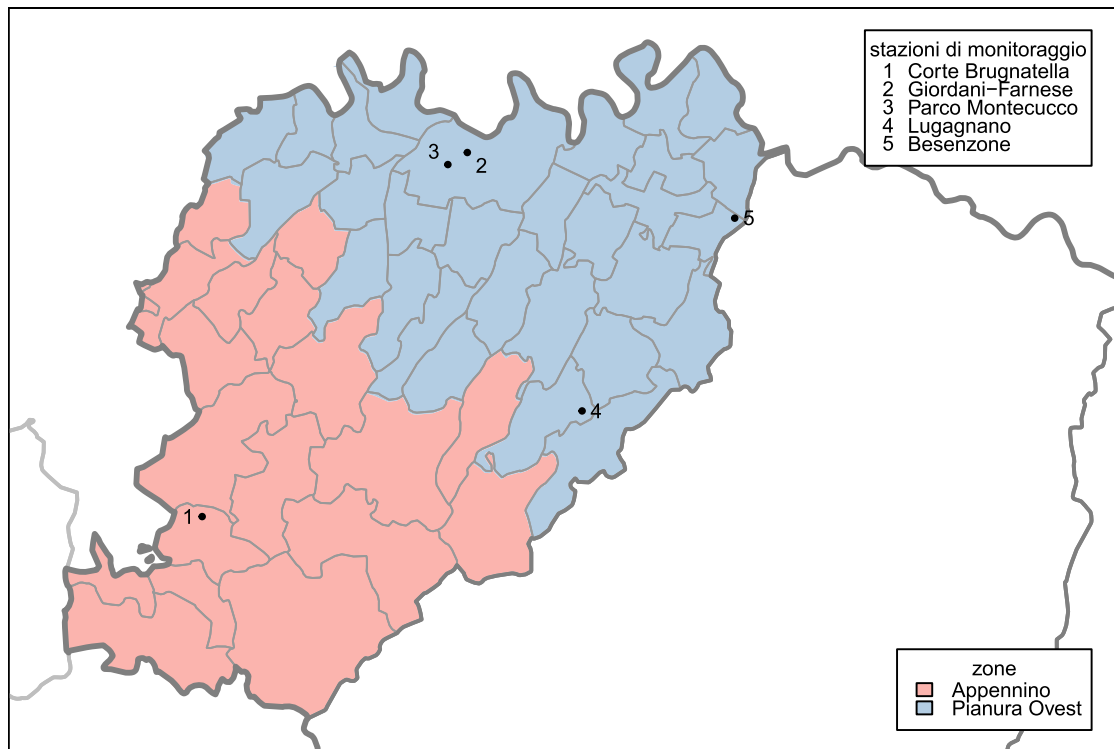 stazioni di monitoraggio
1 Corte Brugnatella
2 Giordani−Farnese
3 Parco Montecucco
4 Lugagnano
5 Besenzone
3
2
5
4
1
zone
Appennino
Pianura Ovest